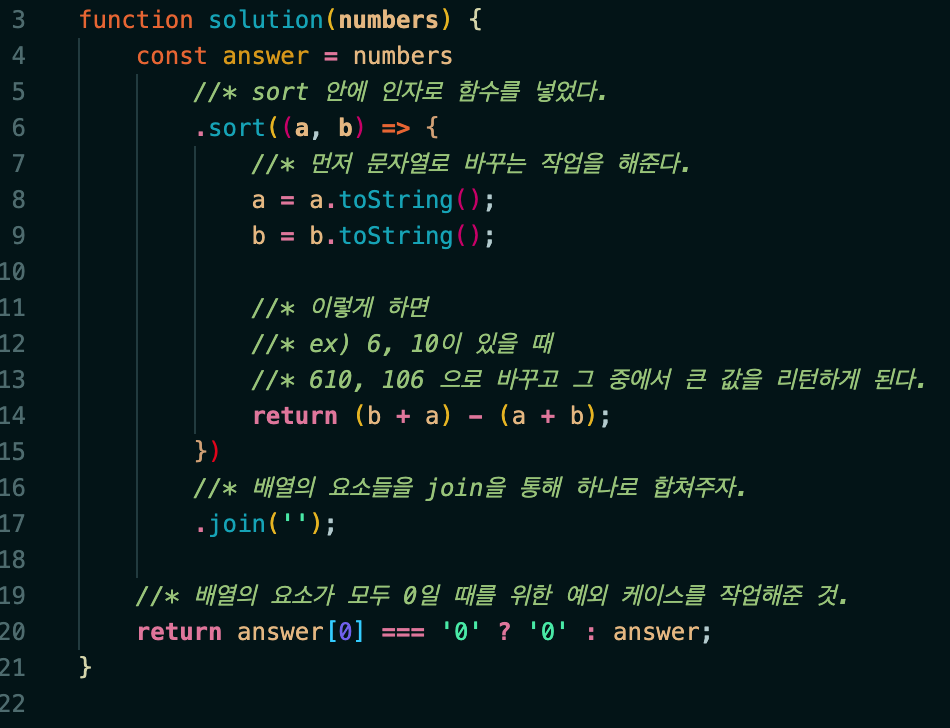 3 function solution(numbers) {
4 const answer = numbers
5 //* sort 안에 인자로 함수를 넣었다.
6 .sort((a, b) => {
7 //* 먼저 문자열로 바꾸는 작업을 해준다.
8 a = a.toString();
9 b = b.toString();
10
11 //* 이렇게 하면
12 //* ex) 6, 10이 있을 때
13 //* 610, 106 으로 바꾸고 그 중에서 큰 값을 리턴하게 된다.
14 return (b + a) - (a + b);
15 })
16 //* 배열의 요소들을 join을 통해 하나로 합쳐주자.
17 .join('');
18
19 //* 배열의 요소가 모두 0일 때를 위한 예외 케이스를 작업해준 것.
20 return answer[0] === '0' ? '0' : answer;
21 }
22